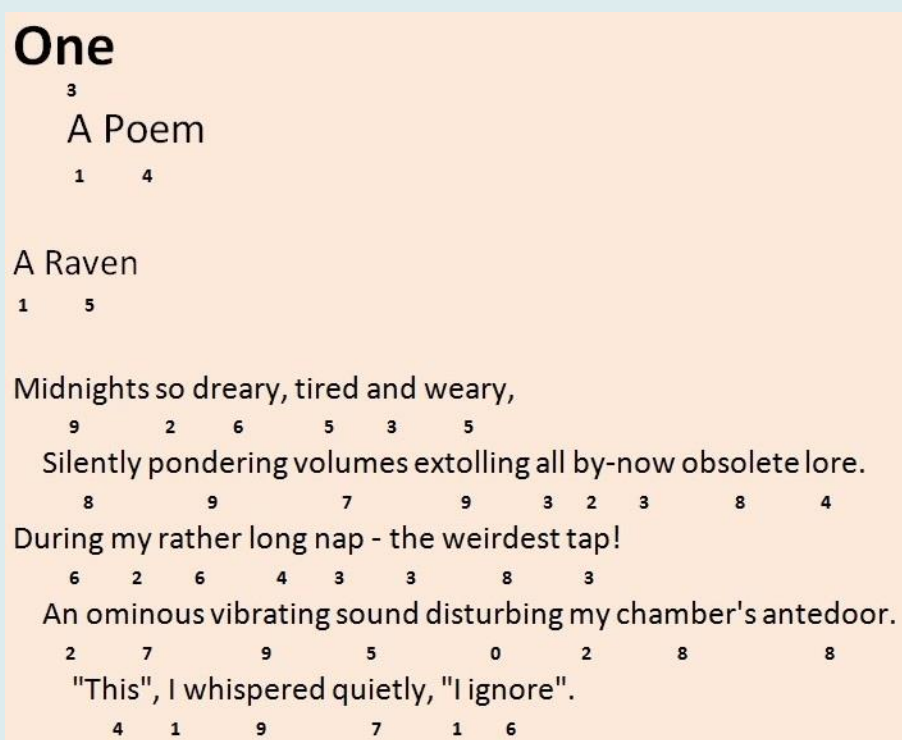 One
3
A Poem
1 4
A Raven
1 5
Midnights so dreary, tired and weary,
9 2 6 5 3 5
Silently pondering volumes extolling all by-now obsolete lore.
8 9 7 9 3 2 3 8 4
During my rather long nap - the weirdest tap!
6 2 6 4 3 3 8 3
An ominous vibrating sound disturbing my chamber's antedoor.
2 7 9 5 0 2 8 8
"This", I whispered quietly, "I ignore".
4 1 9 7 1 6